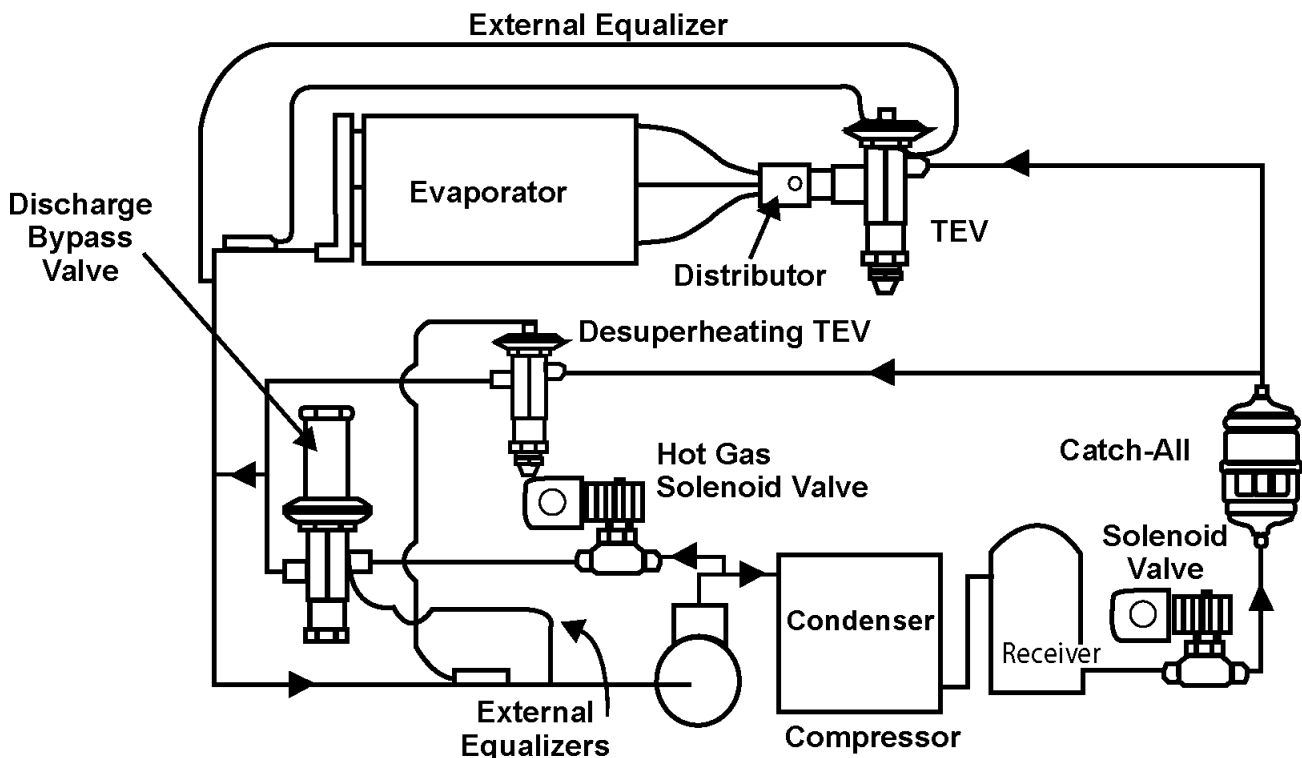 External Equalizer
Evaporator
Discharge
Bypass
Valve
TEV
Distributor
Desuperheating TEV
Hot Gas
Solenoid Valve
Catch-All
Solenoid
Valve
Condenser
Receiver
External
Equalizers
Compressor